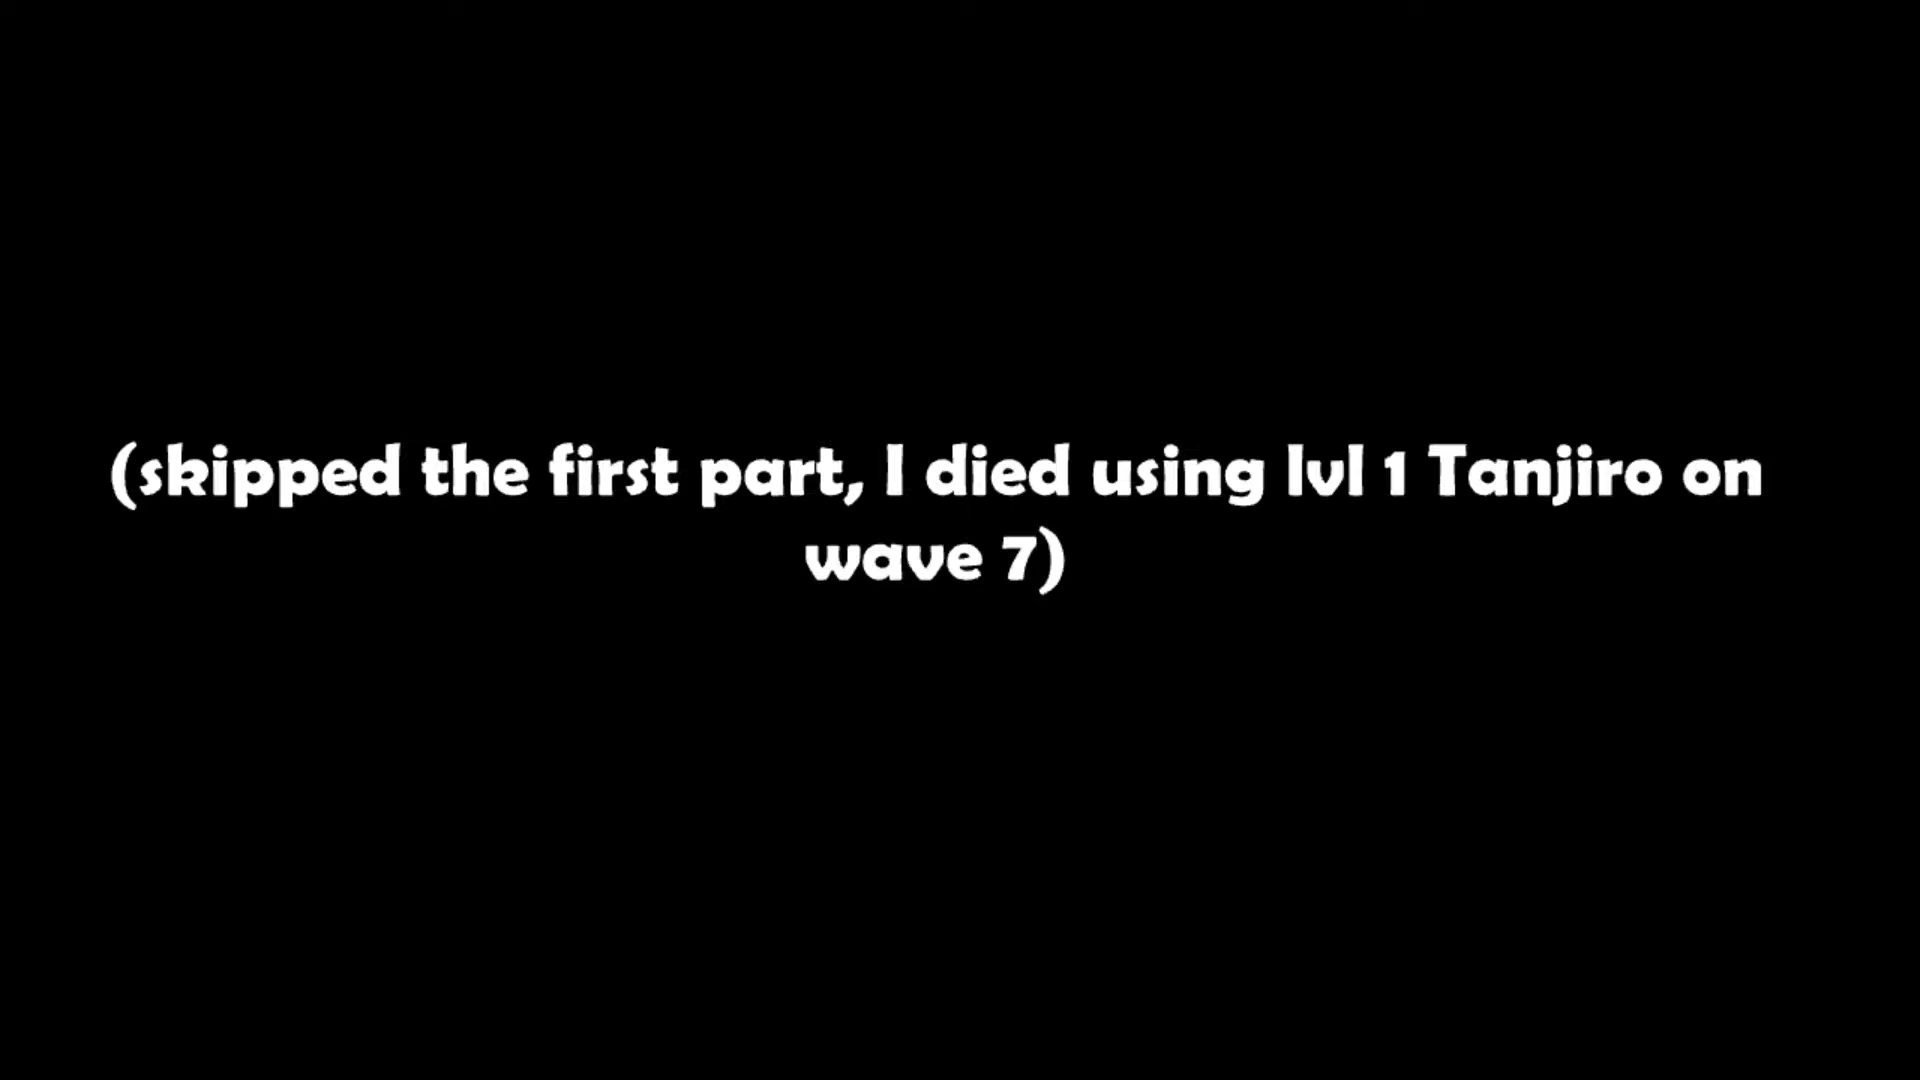 (skipped the first part, I died using lvl 1 Tanjiro on
wave 7)